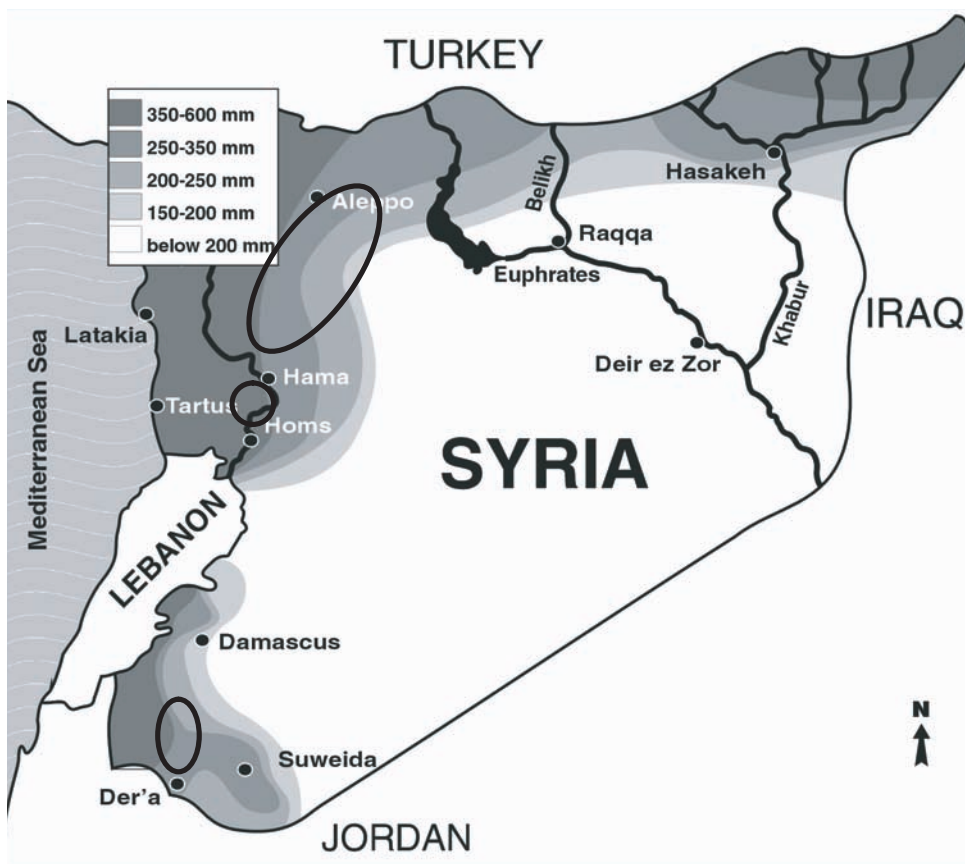 TURKEY
350-600 mm
250-350 mm
200-250 mm
150-200 mm
below 200 mm
Aleppo
Hasakeh
Belikh
Raqqa
Euphrates
Khabur
IRAQ
Latakia
Deir ez Zor
Hama
Tartus
Homs
SYRIA
Mediterranean Sea
LEBANON
Damascus
N
Suweida
Der’a
JORDAN